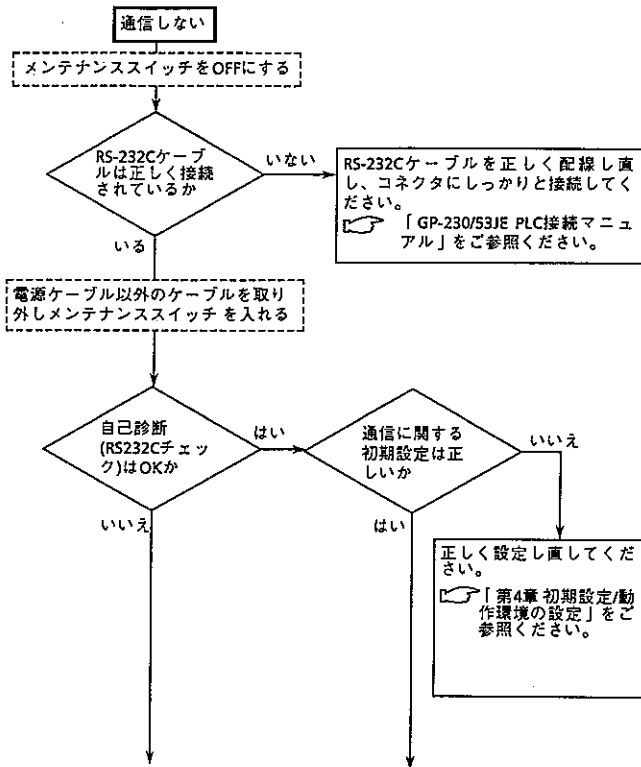 通信しない
メンテナンススイッチをOFFにする
RS-232Cケーブ
ルは正しく接続
されているか
いない
RS-232Cケーブルを正しく配線し直
し、コネクタにしっかりと接続してく
ださい。
「GP-230/53JE PLC接続マニュ
アル」をご参照ください。
いる
電源ケーブル以外のケーブルを取り
外しメンテナンススイッチを入れる
自己診断
(RS232Cチェッ
ク)はOKか
はい
通信に関する
初期設定は正
しいか
いいえ
いいえ
はい
正しく設定し直してくだ
さい。
「第4章 初期設定/動
作環境の設定」をご
参照ください。